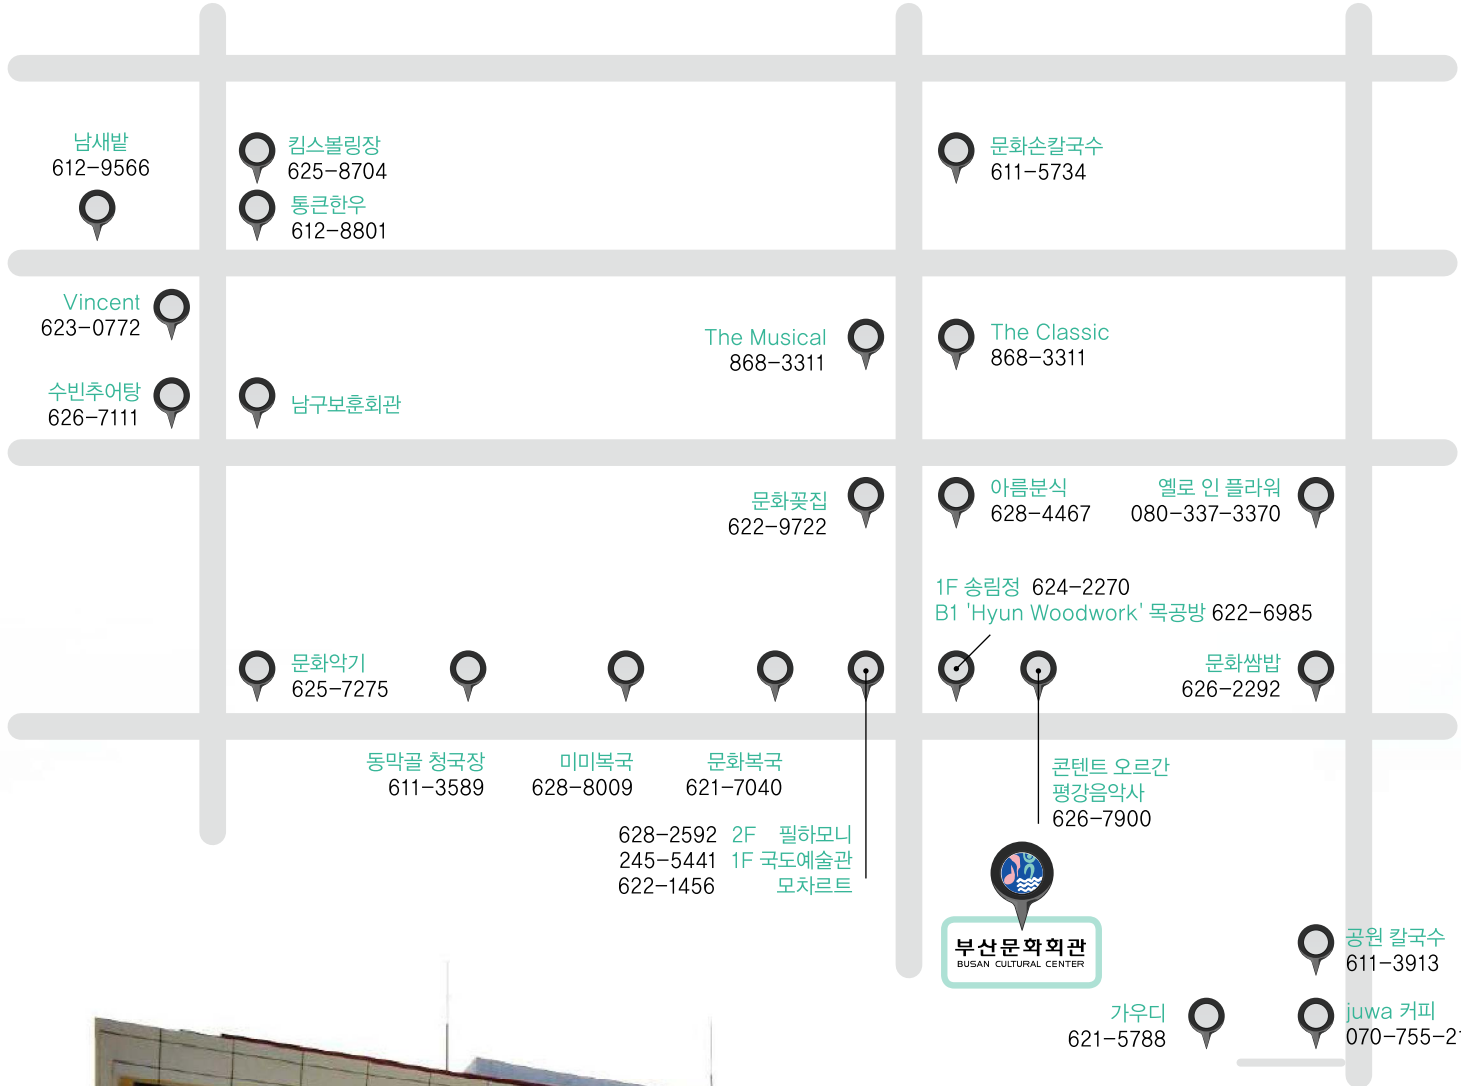 남새밭
612-9566
킴스볼링장
625-8704
통큰한우
612-8801
문화손칼국수
611-5734
Vincent
623-0772
수빈추어탕
626-7111
남구보훈회관
The Musical
868-3311
The Classic
868-3311
문화꽃집
622-9722
아름분식
628-4467
옐로 인 플라워
080-337-3370
1F 송림정 624-2270
B1 'Hyun Woodwork' 목공방 622-6985
문화악기
625-7275
문화쌈밥
626-2292
동막골 청국장
611-3589
미미복국
628-8009
문화복국
621-7040
콘텐트 오르간
평강음악사
626-7900
628-2592 2F 필하모니
245-5441 1F 국도예술관
622-1456 모차르트
부산문화회관
BUSAN CULTURAL CENTER
공원 칼국수
611-3913
가우디
621-5788
juwa 커피
070-755-21